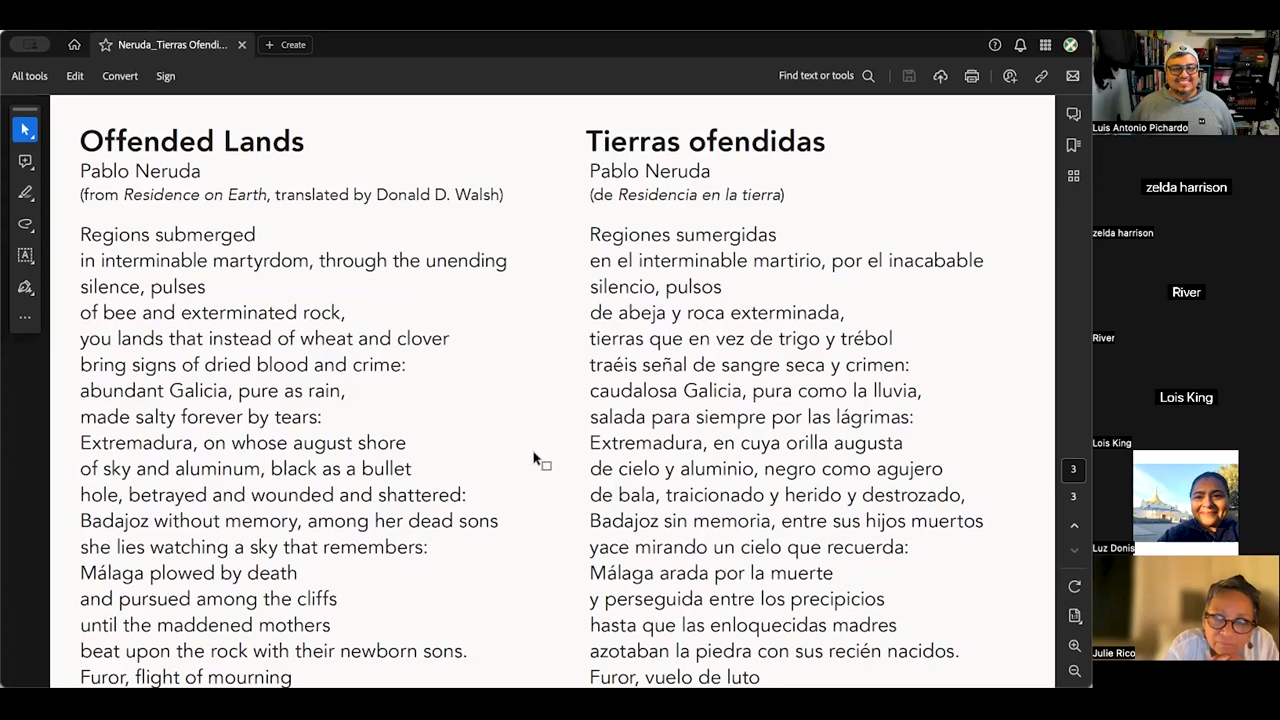 Neruda_Tierras Ofendi...
Create
All tools
Edit
Convert
Sign
Find text or tools
Offended Lands
Pablo Neruda
(from Residence on Earth, translated by Donald D. Walsh)
Regions submerged
in interminable martyrdom, through the unending
silence, pulses
of bee and exterminated rock,
you lands that instead of wheat and clover
bring signs of dried blood and crime:
abundant Galicia, pure as rain,
made salty forever by tears:
Extremadura, on whose august shore
of sky and aluminum, black as a bullet
hole, betrayed and wounded and shattered:
Badajoz without memory, among her dead sons
she lies watching a sky that remembers:
Málaga plowed by death
and pursued among the cliffs
until the maddened mothers
beat upon the rock with their newborn sons.
Furor, flight of mourning
Tierras ofendidas
Pablo Neruda
(de Residencia en la tierra)
Regiones sumergidas
en el interminable martirio, por el inacabable
silencio, pulsos
de abeja y roca exterminada,
tierras que en vez de trigo y trébol
traéis señal de sangre seca y crimen:
caudalosa Galicia, pura como la lluvia,
salada para siempre por las lágrimas:
Extremadura, en cuya orilla augusta
de cielo y aluminio, negro como agujero
de bala, traicionado y herido y destrozado,
Badajoz sin memoria, entre sus hijos muertos
yace mirando un cielo que recuerda:
Málaga arada por la muerte
y perseguida entre los precipicios
hasta que las enloquecidas madres
azotaban la piedra con sus recién nacidos.
Furor, vuelo de luto
3
3
Luis Antonio Pichardo
zelda harrison
zelda harrison
River
River
Lois King
Lois King
Luz Donis
Julie Rico